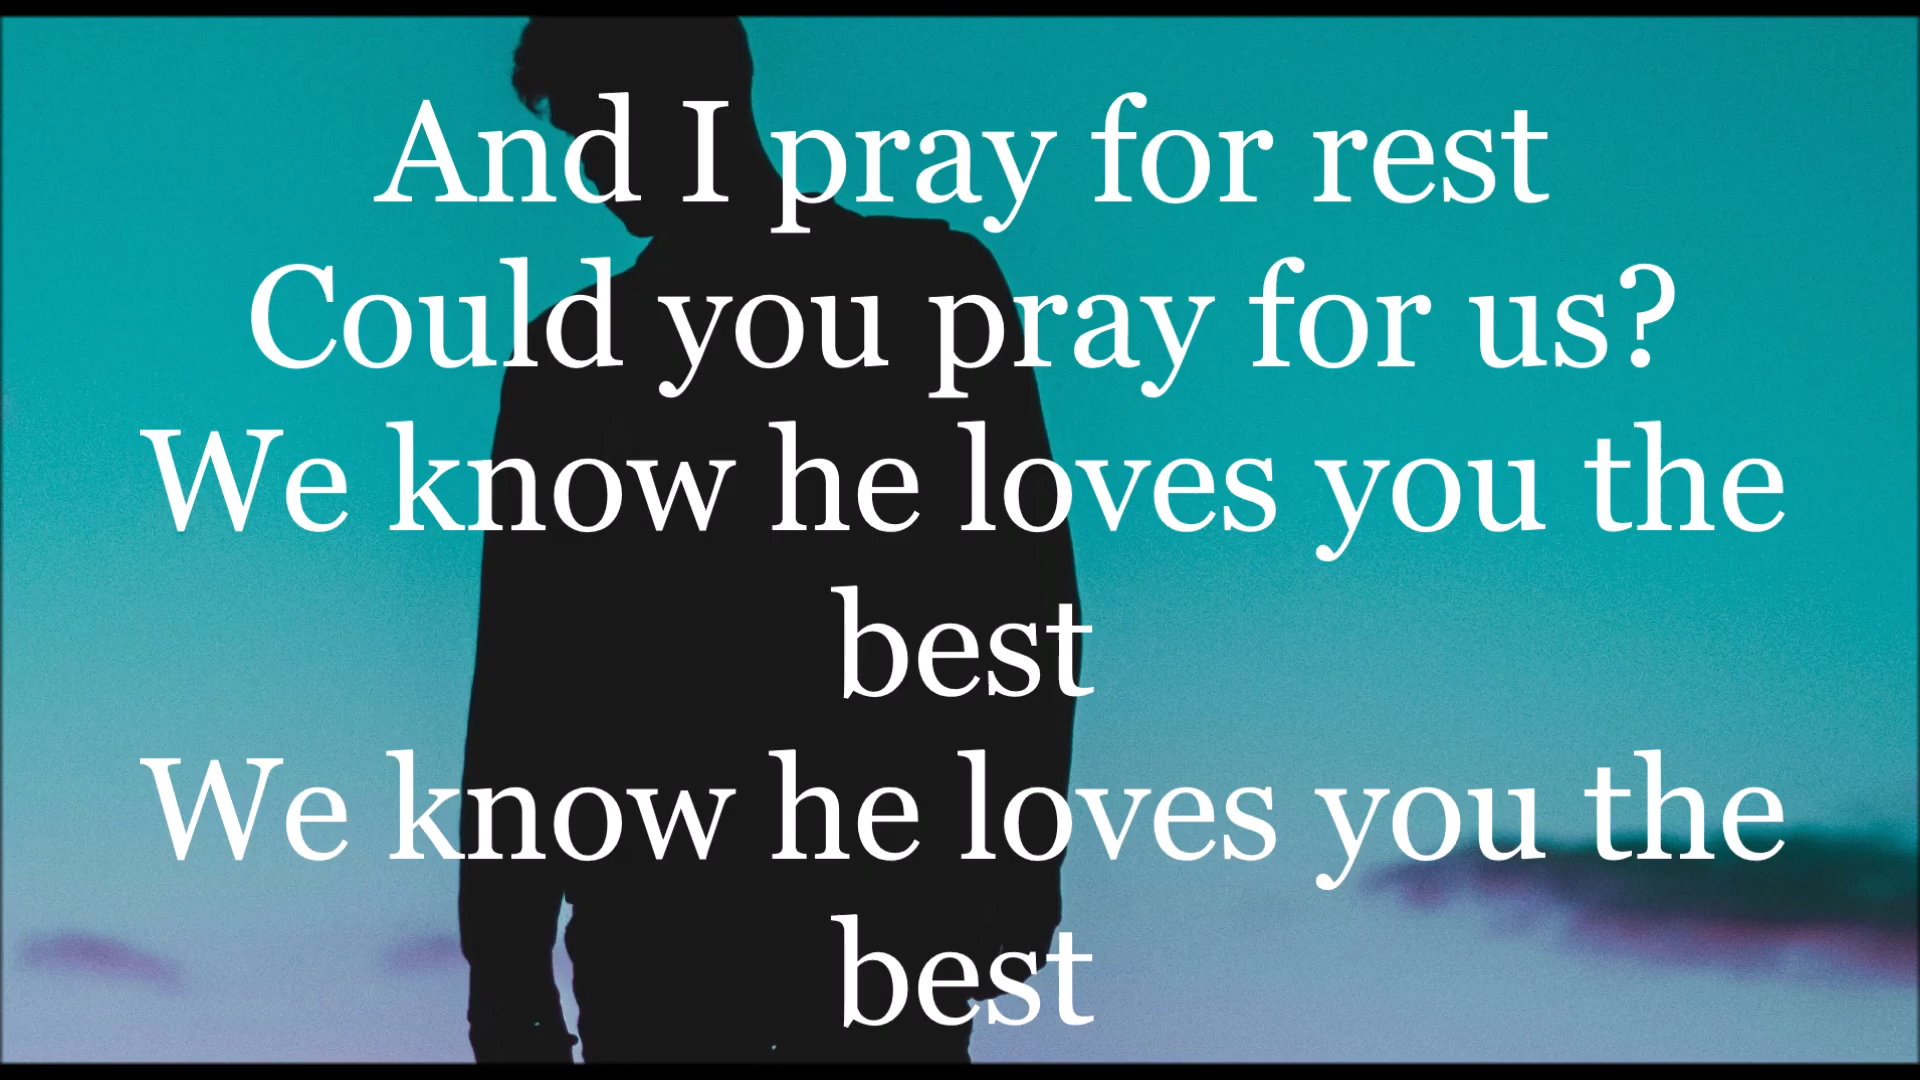 And I pray for rest
Could you pray for us?
We know he loves you the
best
We know he loves you the
best